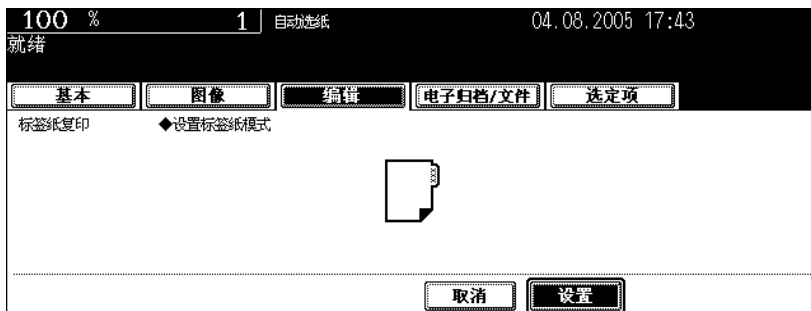 100 % 1 自动选纸 04.08.2005 17:43
就绪
基本 图像 编辑 电子归档/文件 选定项
标签纸复印 ◆设置标签纸模式
xxx
取消 设置